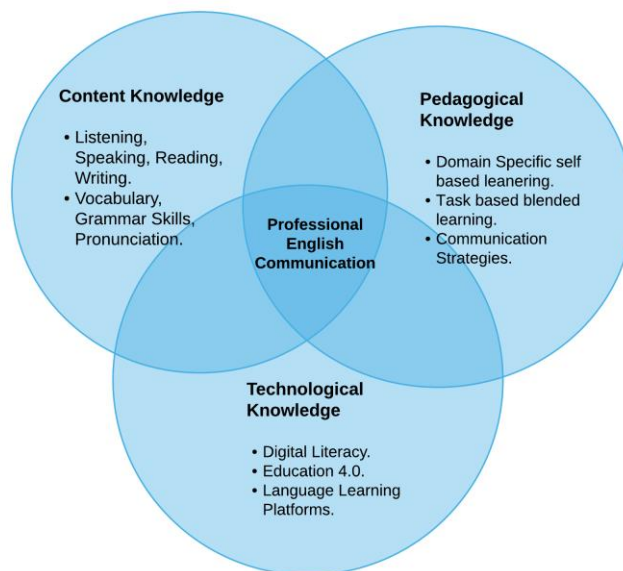 Content Knowledge
• Listening,
Speaking, Reading,
Writing.
• Vocabulary,
Grammar Skills,
Pronunciation.
Pedagogical
Knowledge
• Domain Specific self
based leanering.
• Task based blended
learning.
• Communication
Strategies.
Professional
English
Communication
Technological
Knowledge
• Digital Literacy.
• Education 4.0.
• Language Learning
Platforms.